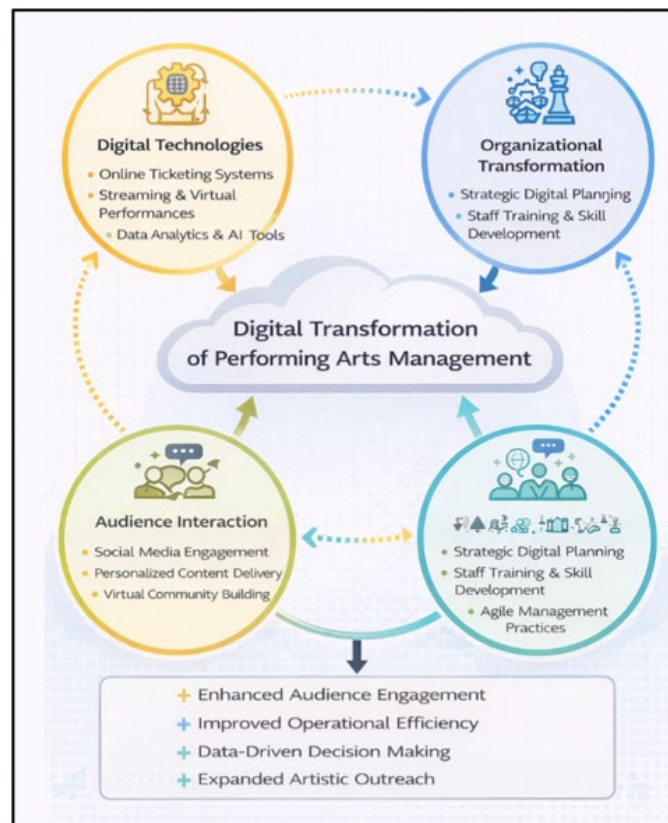 Digital Technologies
Online Ticketing Systems
Streaming & Virtual
Performances
Data Analytics & AI Tools
Organizational
Transformation
Strategic Digital Planning
Staff Training & Skill
Development
Digital Transformation
of Performing Arts Management
Audience Interaction
Social Media Engagement
Personalized Content Delivery
Virtual Community Building
Strategic Digital Planning
Staff Training & Skill
Development
Agile Management
Practices
+ Enhanced Audience Engagement
+ Improved Operational Efficiency
+ Data-Driven Decision Making
+ Expanded Artistic Outreach